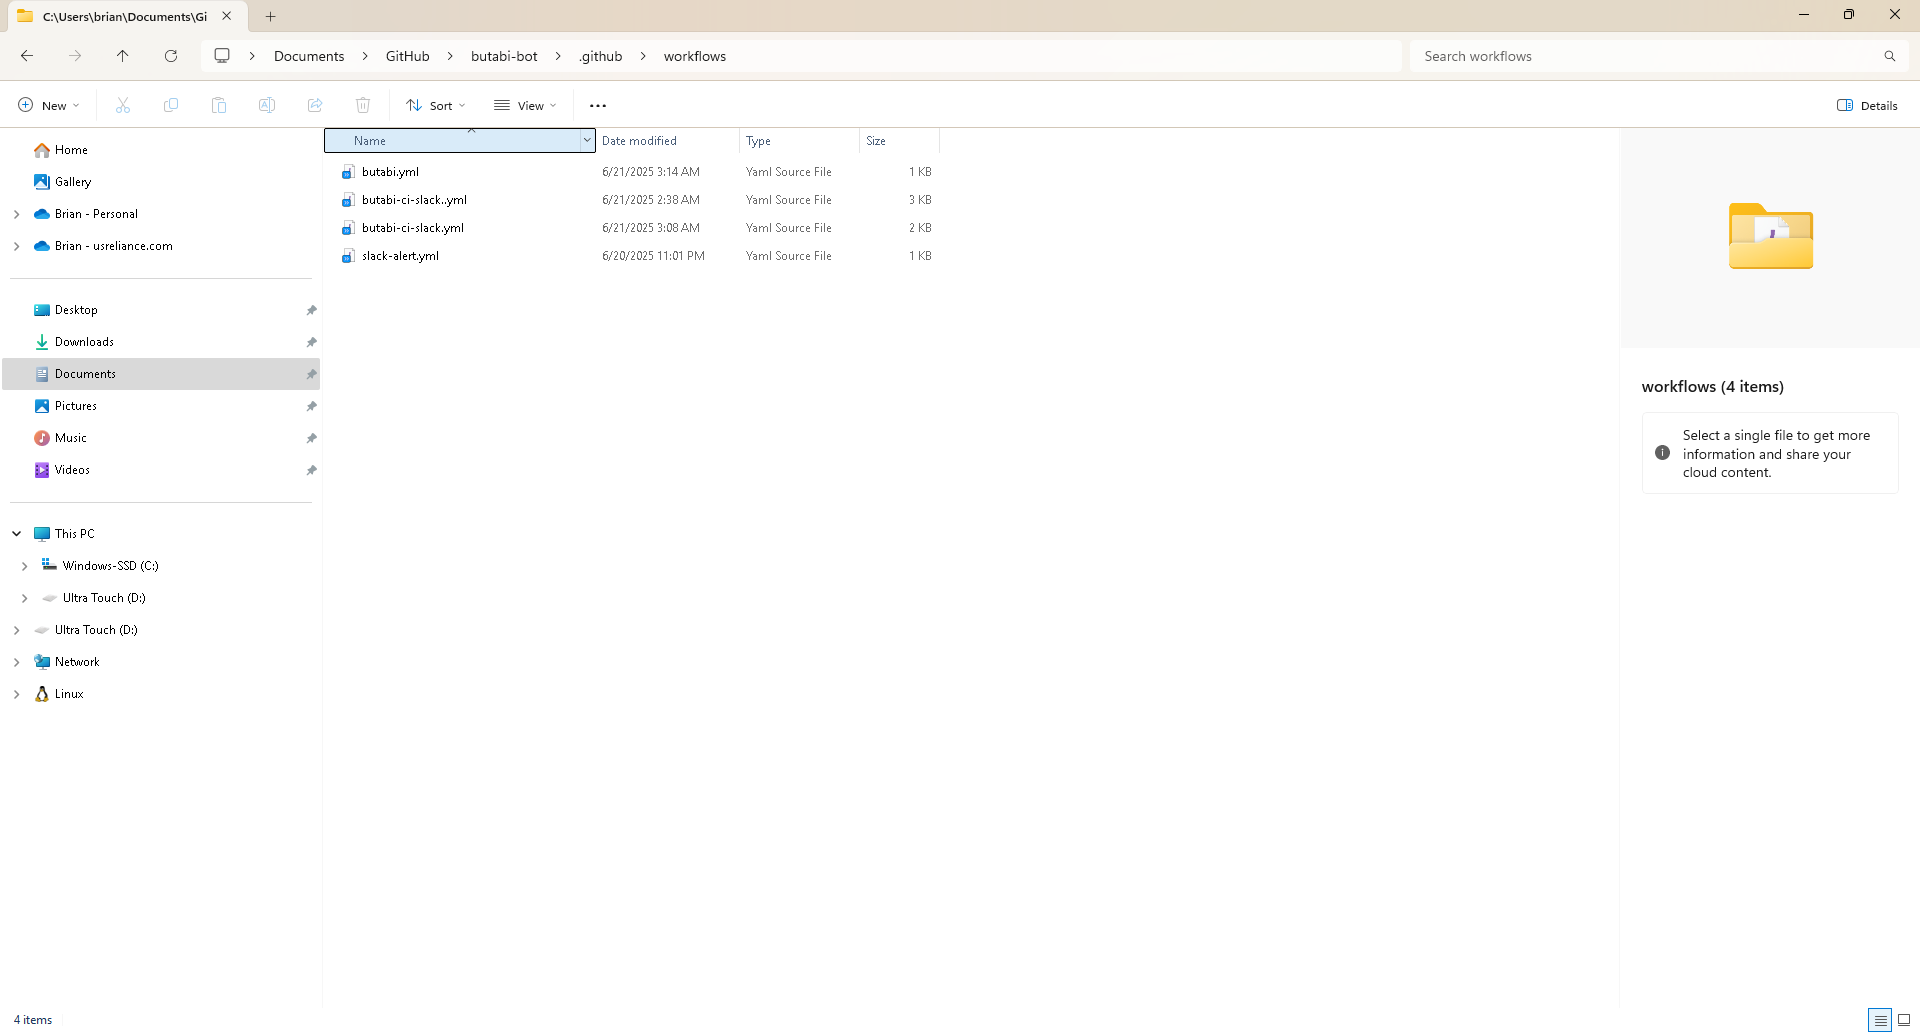 C:\Users\brian\Documents\Gi
Documents > GitHub > butabi-bot > .github > workflows
Search workflows
New
Sort
View
Details
Name
Date modified
Type
Size
butabi.yml 6/21/2025 3:14 AM Yaml Source File 1 KB
butabi-ci-slack..yml 6/21/2025 2:38 AM Yaml Source File 3 KB
butabi-ci-slack.yml 6/21/2025 3:08 AM Yaml Source File 2 KB
slack-alert.yml 6/20/2025 11:01 PM Yaml Source File 1 KB
Home
Gallery
Brian - Personal
Brian - usreliance.com
Desktop
Downloads
Documents
Pictures
Music
Videos
This PC
Windows-SSD (C:)
Ultra Touch (D:)
Ultra Touch (D:)
Network
Linux
workflows (4 items)
Select a single file to get more
information and share your
cloud content.
4 items